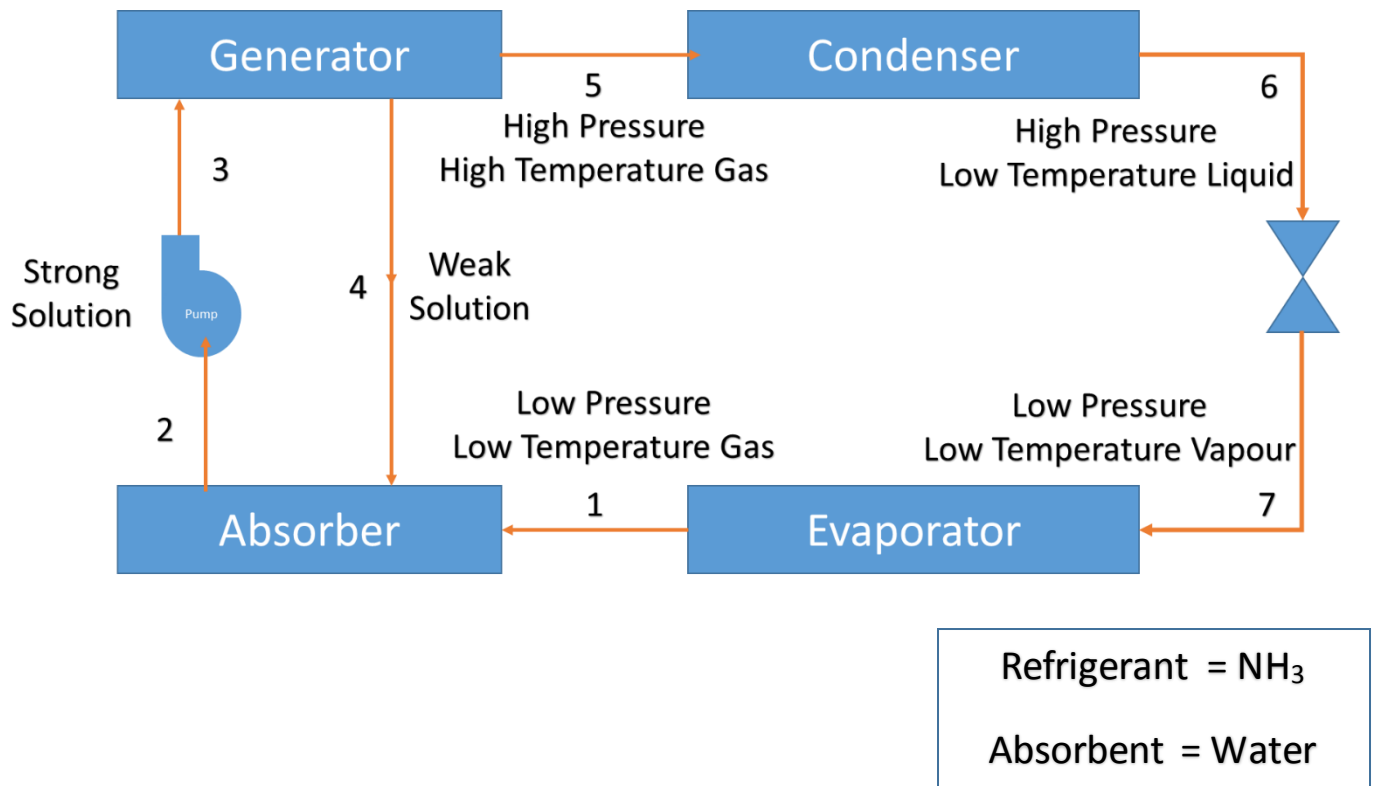 Generator
Condenser
5
6
High Pressure
High Temperature Gas
High Pressure
Low Temperature Liquid
3
Strong
Solution
Pump
4
Weak
Solution
2
Low Pressure
Low Temperature Gas
Low Pressure
Low Temperature Vapour
1
7
Absorber
Evaporator
Refrigerant = NH₃
Absorbent = Water